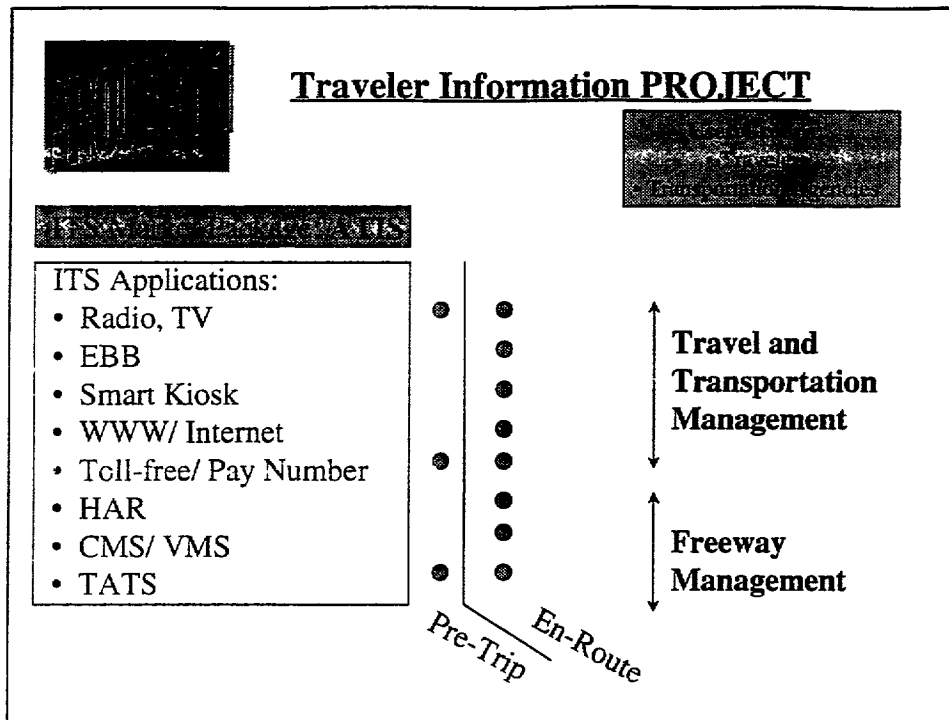 Traveler Information PROJECT
ITS Applications:
• Radio, TV
• EBB
• Smart Kiosk
• WWW/ Internet
• Toll-free/ Pay Number
• HAR
• CMS/ VMS
• TATS
Travel and
Transportation
Management
Freeway
Management
Pre-Trip
En-Route